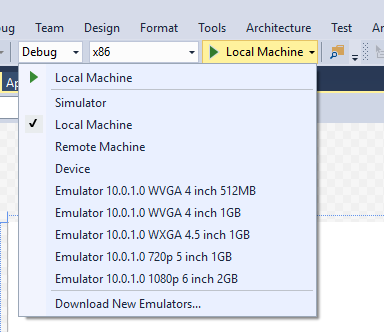 ug Team Design Format Tools Architecture Test An
Debug x86 Local Machine
Ap
Local Machine
Simulator
Local Machine
Remote Machine
Device
Emulator 10.0.1.0 WVGA 4 inch 512MB
Emulator 10.0.1.0 WVGA 4 inch 1GB
Emulator 10.0.1.0 WXGA 4.5 inch 1GB
Emulator 10.0.1.0 720p 5 inch 1GB
Emulator 10.0.1.0 1080p 6 inch 2GB
Download New Emulators...